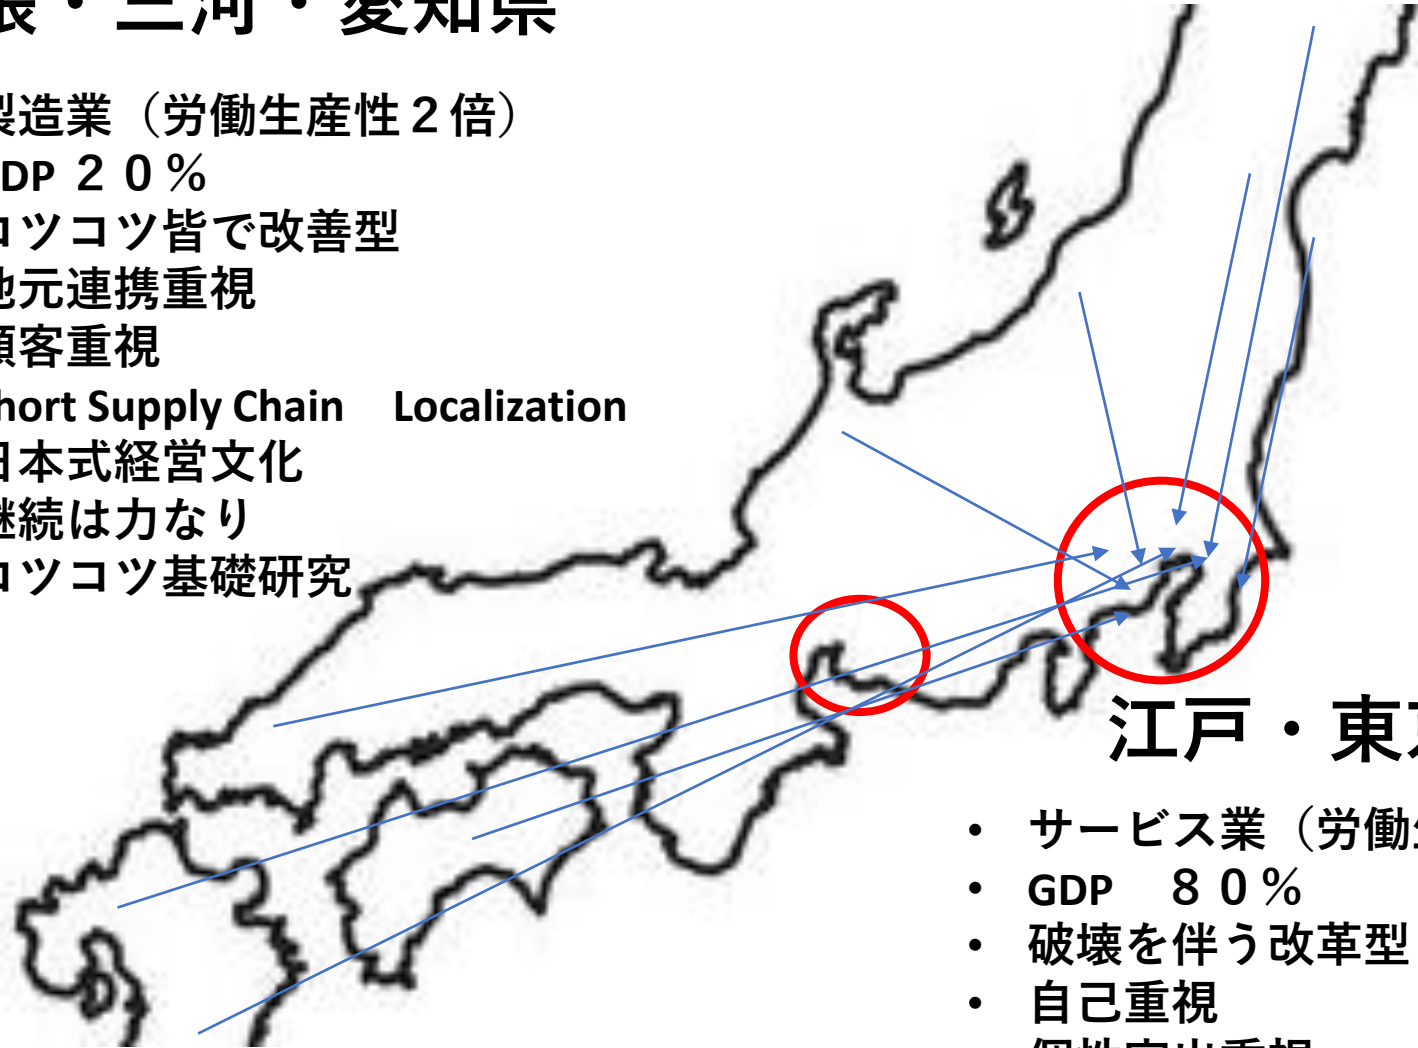 ・三河・愛知県
製造業（労働生産性２倍）
DP ２０％
コツコツ皆で改善型
地元連携重視
顧客重視
hort Supply Chain Localization
日本式経営文化
継続は力なり
コツコツ基礎研究
江戸・東
• サービス業（労働
• GDP ８０％
• 破壊を伴う改革型
• 自己重視